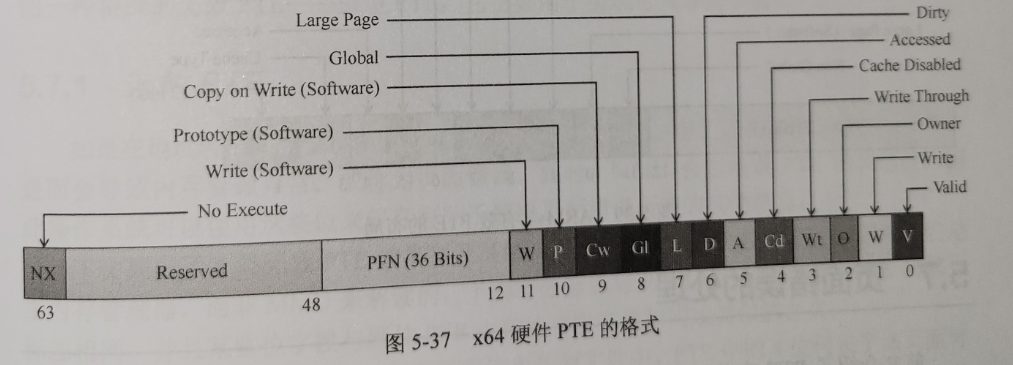 Large Page
Dirty
Global
Accessed
Copy on Write (Software)
Cache Disabled
Prototype (Software)
Write Through
Write (Software)
Owner
No Execute
Write
Valid
NX Reserved PFN (36 Bits) W P Cw Gl L D A Cd Wt O W V
63 48 12 11 10 9 8 7 6 5 4 3 2 1 0
图 5-37 x64 硬件 PTE 的格式